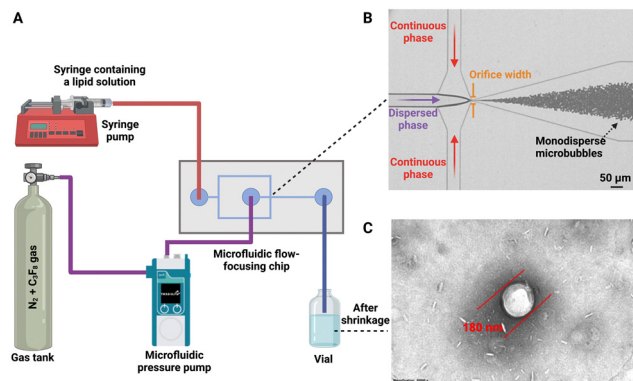 A
Syringe containing
a lipid solution
Syringe
pump
N₂ + C₃F₈ gas
Gas tank
Microfluidic flow-
focusing chip
Microfluidic
pressure pump
Vial
After
shrinkage
B
Continuous
phase
Orifice width
Dispersed
phase
Continuous
phase
Monodisperse
microbubbles
50 µm
C
180 nm